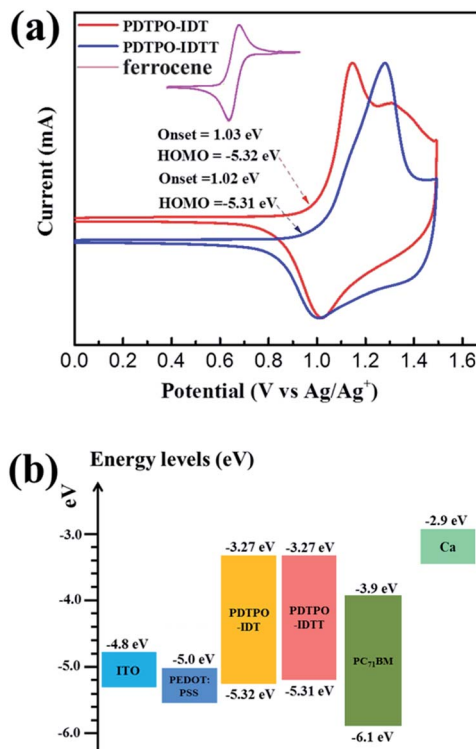 (a)
PDTPO-IDT
PDTPO-IDTT
ferrocene
Onset = 1.03 eV
HOMO = -5.32 eV
Onset =1.02 eV
HOMO =-5.31 eV
Current (mA)
0.0 0.2 0.4 0.6 0.8 1.0 1.2 1.4 1.6
Potential (V vs Ag/Ag⁺)
(b)
Energy levels (eV)
eV
-3.0
-4.0
-5.0
-6.0
-4.8 eV
ITO
-5.0 eV
PEDOT:
PSS
-3.27 eV
PDTPO
-IDT
-5.32 eV
-3.27 eV
PDTPO
-IDTT
-5.31 eV
-3.9 eV
PC₇₁BM
-6.1 eV
-2.9 eV
Ca